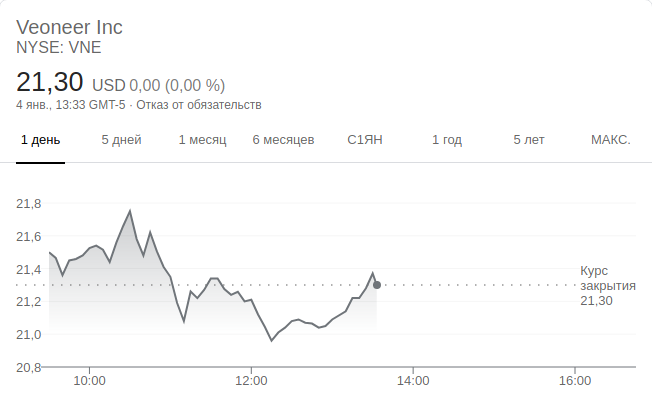 Veoneer Inc
NYSE: VNE
21,30 USD 0,00 (0,00 %)
4 янв., 13:33 GMT-5 · Отказ от обязательств
1 день 5 дней 1 месяц 6 месяцев С1ЯН 1 год 5 лет МАКС.
21,8
21,6
21,4
21,2
21,0
20,8
Курс
закрытия
21,30
10:00 12:00 14:00 16:00